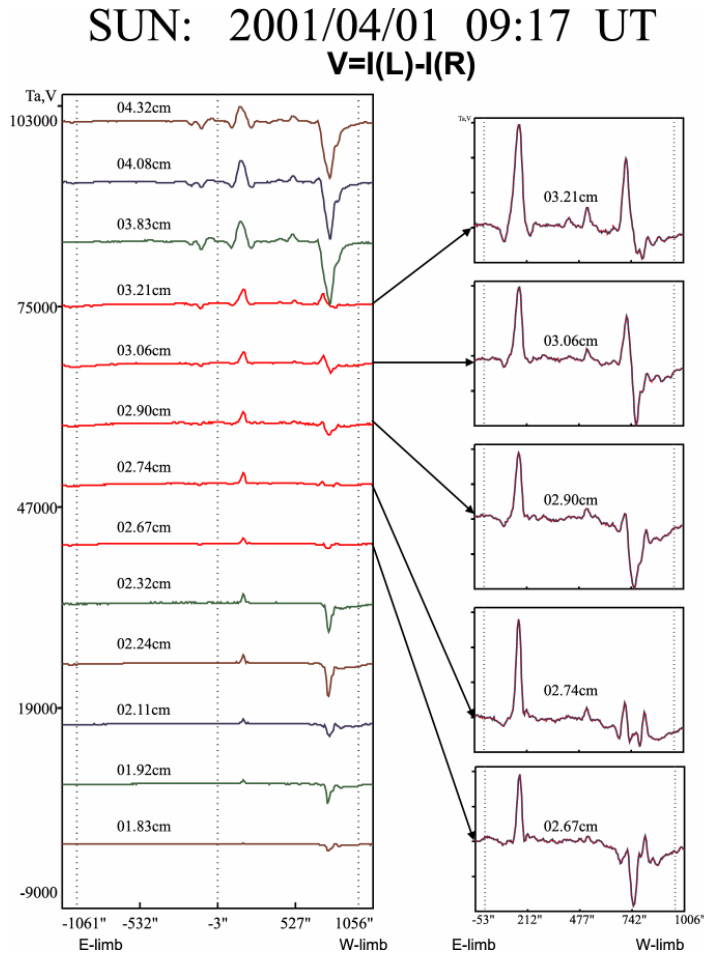 SUN: 2001/04/01 09:17 UT
V=I(L)-I(R)
Ta,V
103000
75000
47000
19000
-9000
04.32cm
04.08cm
03.83cm
03.21cm
03.06cm
02.90cm
02.74cm
02.67cm
02.32cm
02.24cm
02.11cm
01.92cm
01.83cm
-1061" -532" -3" 527" 1056"
E-limb W-limb
Ta,V
03.21cm
03.06cm
02.90cm
02.74cm
02.67cm
-53" 212" 477" 742" 1006"
E-limb W-limb